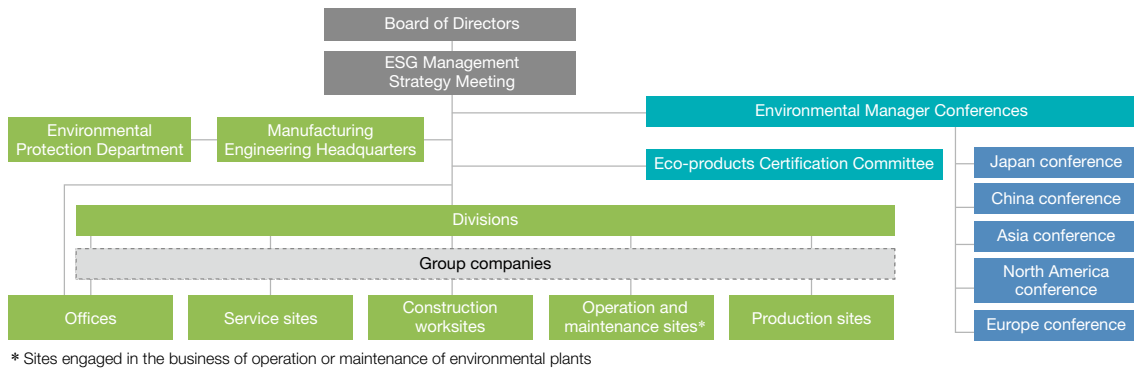 Board of Directors
ESG Management
Strategy Meeting
Environmental Manager Conferences
Environmental
Protection Department
Manufacturing
Engineering Headquarters
Eco-products Certification Committee
Japan conference
China conference
Asia conference
North America
conference
Europe conference
Divisions
Group companies
Offices
Service sites
Construction
worksites
Operation and
maintenance sites*
Production sites
* Sites engaged in the business of operation or maintenance of environmental plants